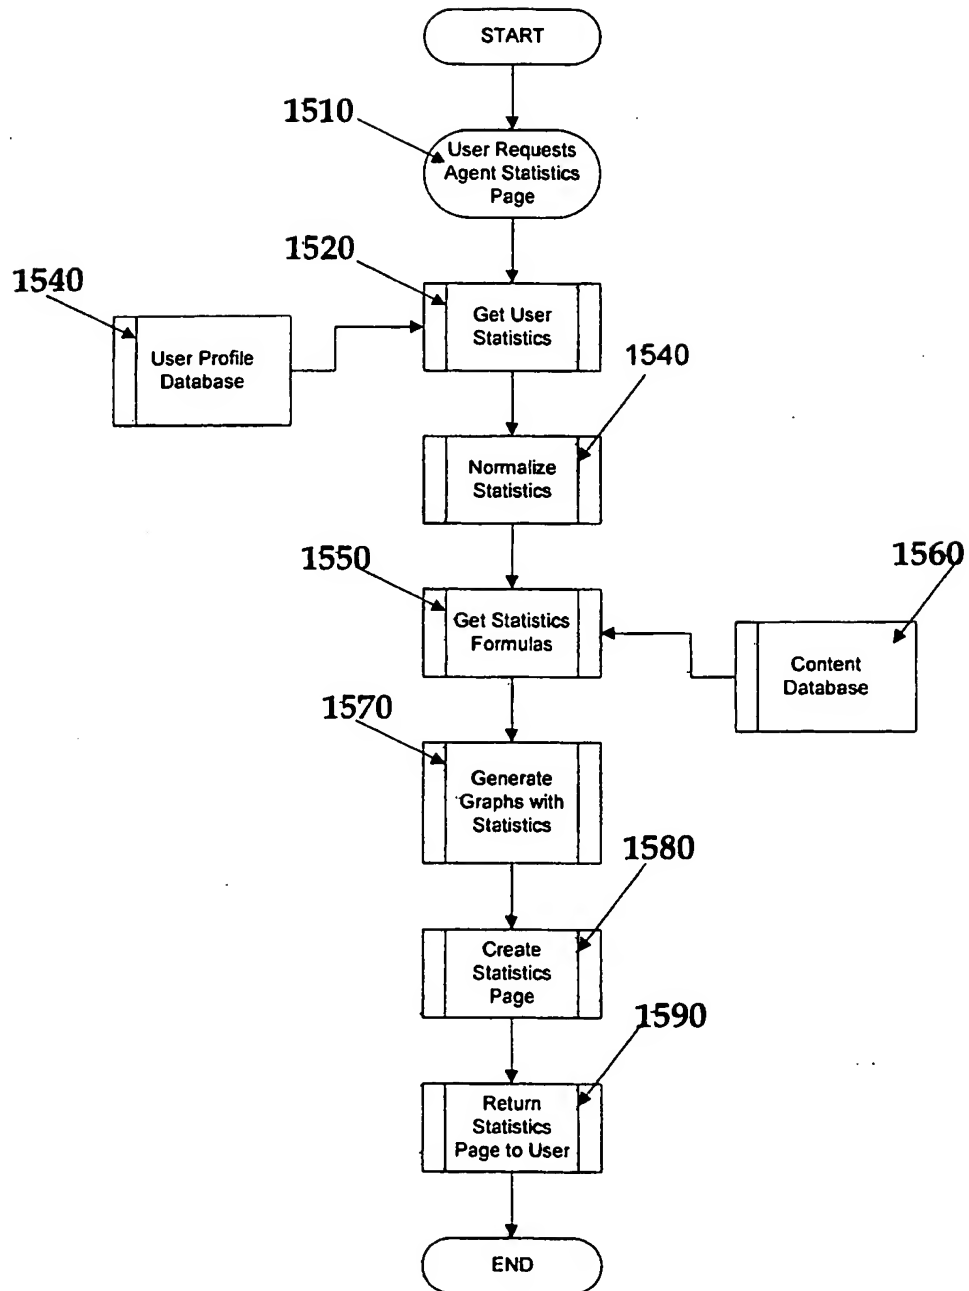 START
1510
User Requests
Agent Statistics
Page
1520
1540
Get User
Statistics
User Profile
Database
1540
Normalize
Statistics
1550
1560
Get Statistics
Formulas
Content
Database
1570
Generate
Graphs with
Statistics
1580
Create
Statistics
Page
1590
Return
Statistics
Page to User
END